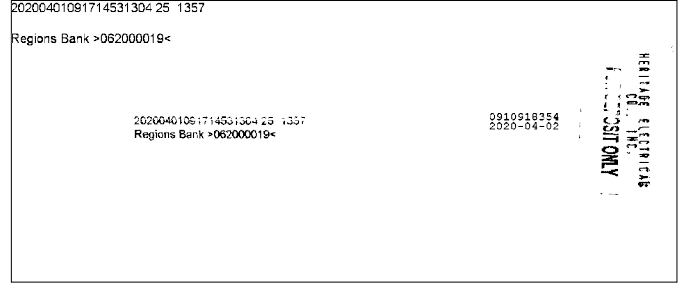 20200401091714531304 25 1357
Regions Bank >062000019<
20200401091714531304 25 1357
Regions Bank >062000019<
0910918354
2020-04-02
HERITAGE ELECTRICAL
CO., INC.
DEPOSIT ONLY